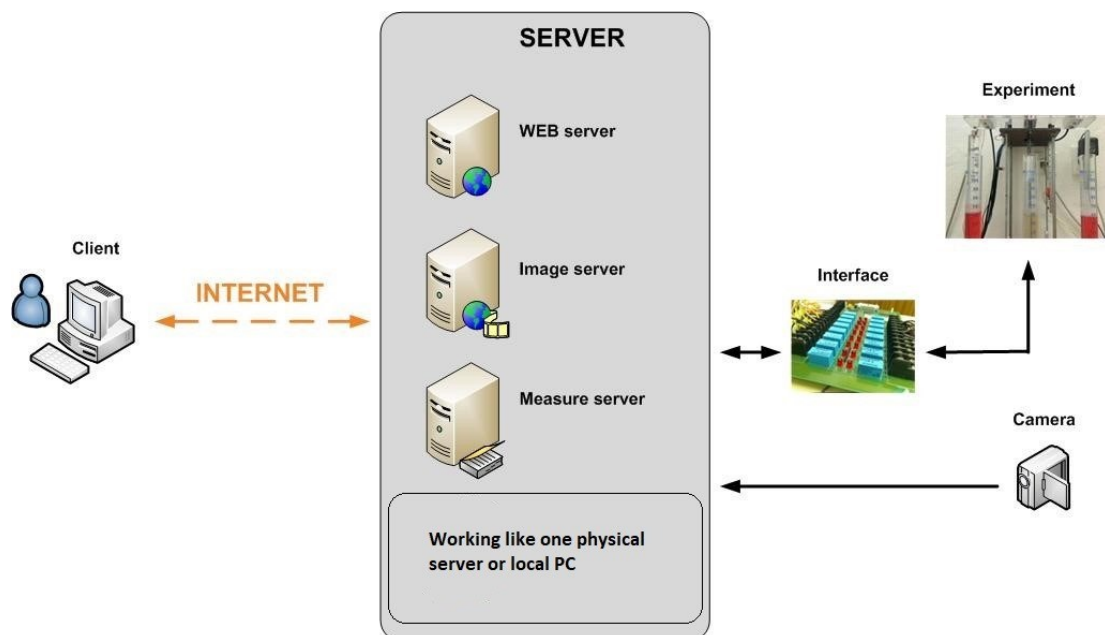 SERVER
WEB server
Image server
Measure server
Working like one physical
server or local PC
Client
INTERNET
Experiment
Interface
Camera